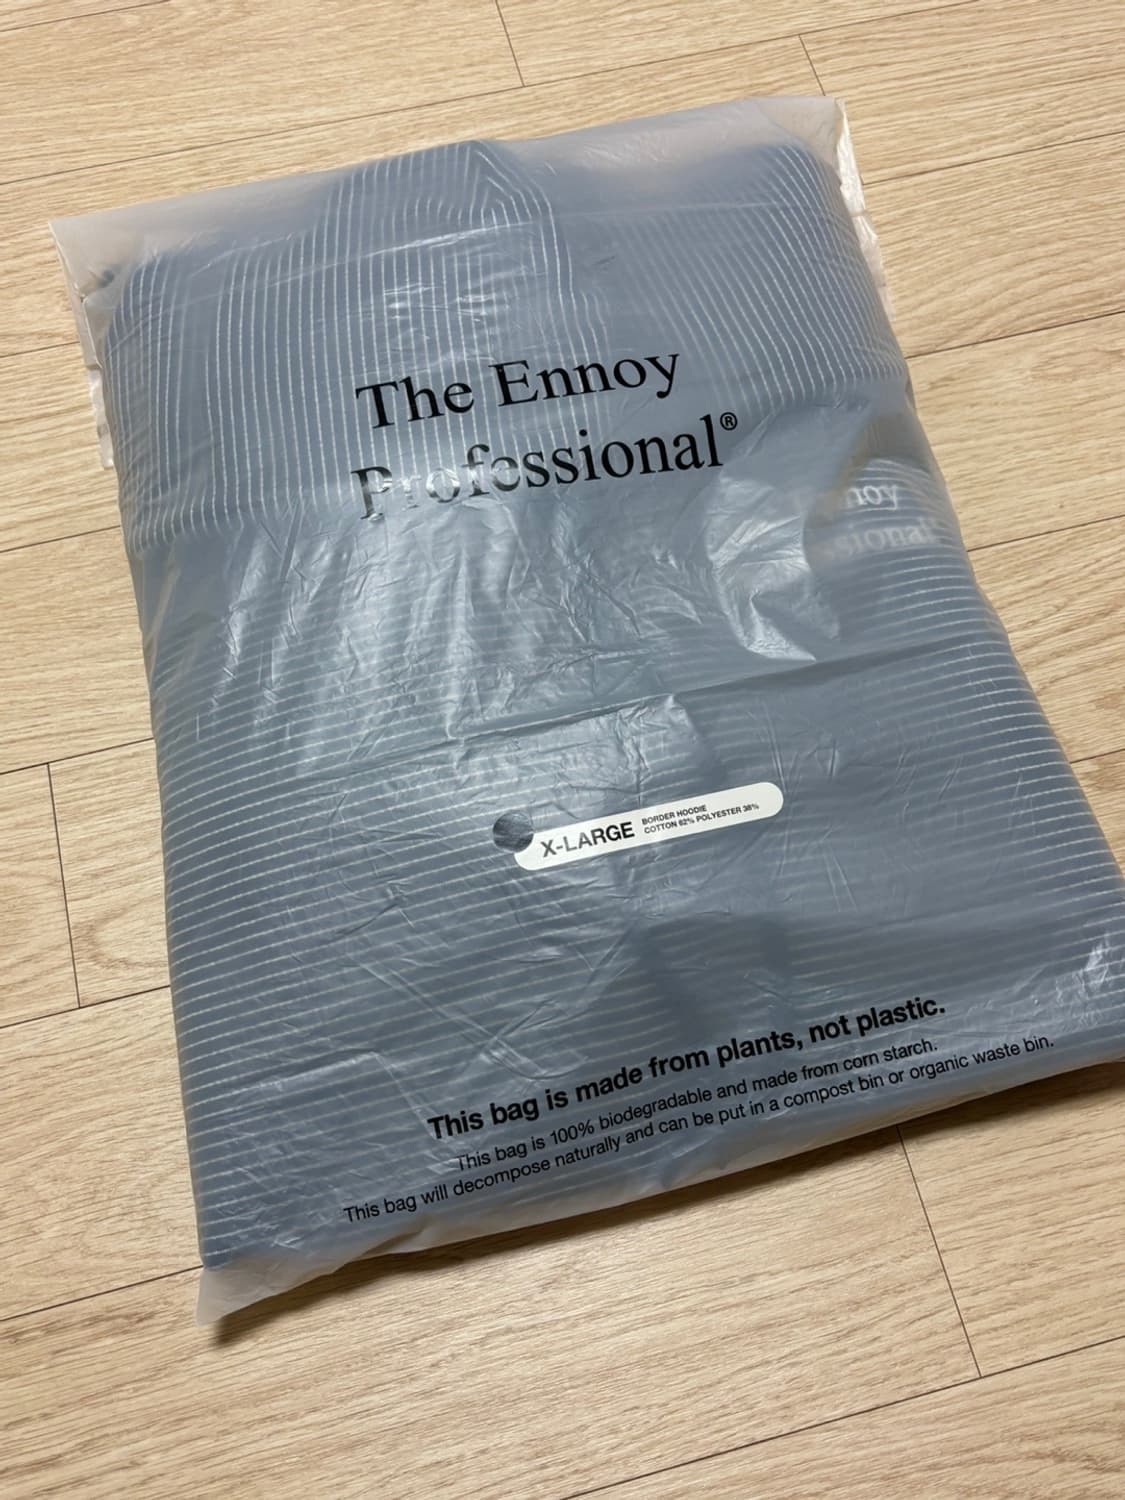 The Ennoy
Professional®
nnoy
sional
X-LARGE
BORDER HOODIE
COTTON 62% POLYESTER 38%
This bag is made from plants, not plastic.
This bag is 100% biodegradable and made from corn starch.
This bag will decompose naturally and can be put in a compost bin or organic waste bin.